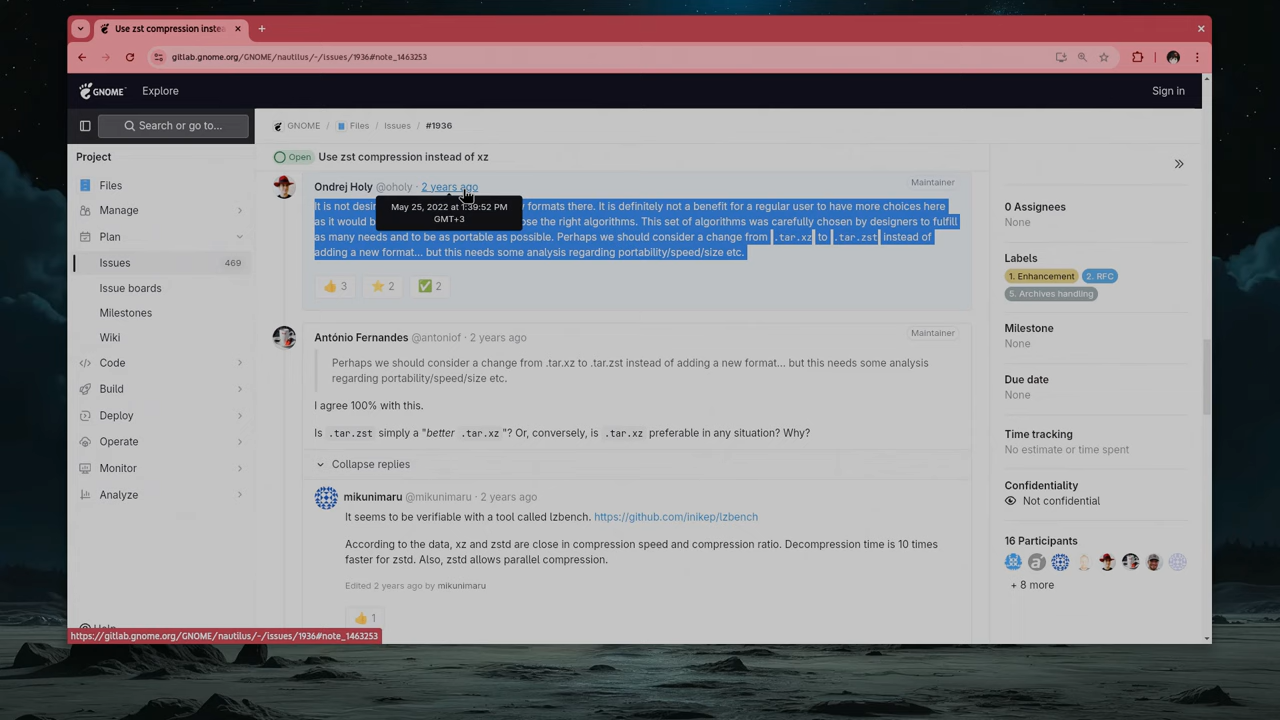 Use zst compression inste
gitlab.gnome.org/GNOME/nautilus/-/issues/1936#note_1463253
GNOME
Explore
Sign in
Search or go to...
GNOME / Files / Issues / #1936
Project
Files
Manage
Plan
Issues 469
Issue boards
Milestones
Wiki
Code
Build
Deploy
Operate
Monitor
Analyze
Help
Open Use zst compression instead of xz
Ondrej Holy @oholy · 2 years ago
Maintainer
May 25, 2022 at 1:39:52 PM
GMT+3
It is not desir formats there. It is definitely not a benefit for a regular user to have more choices here
as it would b ose the right algorithms. This set of algorithms was carefully chosen by designers to fulfill
as many needs and to be as portable as possible. Perhaps we should consider a change from .tar.xz to .tar.zst instead of
adding a new format... but this needs some analysis regarding portability/speed/size etc.
👍 3 ⭐ 2 ✅ 2
António Fernandes @antoniof · 2 years ago
Maintainer
Perhaps we should consider a change from .tar.xz to .tar.zst instead of adding a new format... but this needs some analysis
regarding portability/speed/size etc.
I agree 100% with this.
Is .tar.zst simply a "better .tar.xz"? Or, conversely, is .tar.xz preferable in any situation? Why?
Collapse replies
mikunimaru @mikunimaru · 2 years ago
It seems to be verifiable with a tool called lzbench. https://github.com/inikep/lzbench
According to the data, xz and zstd are close in compression speed and compression ratio. Decompression time is 10 times
faster for zstd. Also, zstd allows parallel compression.
Edited 2 years ago by mikunimaru
👍 1
0 Assignees
None
Labels
1. Enhancement 2. RFC
5. Archives handling
Milestone
None
Due date
None
Time tracking
No estimate or time spent
Confidentiality
Not confidential
16 Participants
+ 8 more
https://gitlab.gnome.org/GNOME/nautilus/-/issues/1936#note_1463253